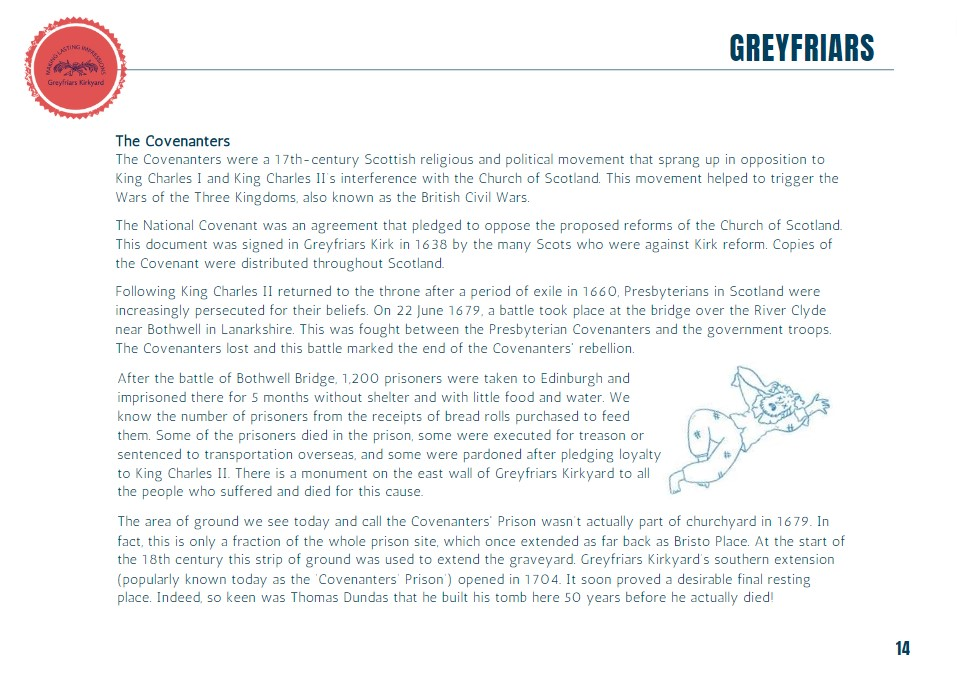 MAKING LASTING IMPRESSIONS
Greyfriars Kirkyard
GREYFRIARS
The Covenanters
The Covenanters were a 17th-century Scottish religious and political movement that sprang up in opposition to
King Charles I and King Charles II's interference with the Church of Scotland. This movement helped to trigger the
Wars of the Three Kingdoms, also known as the British Civil Wars.
The National Covenant was an agreement that pledged to oppose the proposed reforms of the Church of Scotland.
This document was signed in Greyfriars Kirk in 1638 by the many Scots who were against Kirk reform. Copies of
the Covenant were distributed throughout Scotland.
Following King Charles II returned to the throne after a period of exile in 1660, Presbyterians in Scotland were
increasingly persecuted for their beliefs. On 22 June 1679, a battle took place at the bridge over the River Clyde
near Bothwell in Lanarkshire. This was fought between the Presbyterian Covenanters and the government troops.
The Covenanters lost and this battle marked the end of the Covenanters' rebellion.
After the battle of Bothwell Bridge, 1,200 prisoners were taken to Edinburgh and
imprisoned there for 5 months without shelter and with little food and water. We
know the number of prisoners from the receipts of bread rolls purchased to feed
them. Some of the prisoners died in the prison, some were executed for treason or
sentenced to transportation overseas, and some were pardoned after pledging loyalty
to King Charles II. There is a monument on the east wall of Greyfriars Kirkyard to all
the people who suffered and died for this cause.
The area of ground we see today and call the Covenanters' Prison wasn't actually part of churchyard in 1679. In
fact, this is only a fraction of the whole prison site, which once extended as far back as Bristo Place. At the start of
the 18th century this strip of ground was used to extend the graveyard. Greyfriars Kirkyard's southern extension
(popularly known today as the 'Covenanters' Prison') opened in 1704. It soon proved a desirable final resting
place. Indeed, so keen was Thomas Dundas that he built his tomb here 50 years before he actually died!
14